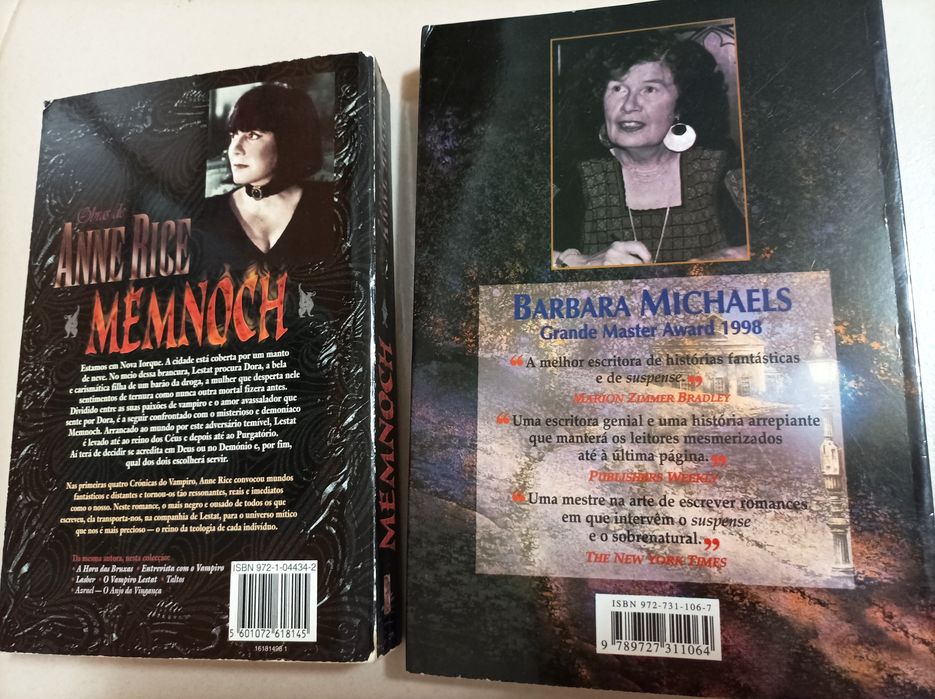 Obras de
ANNE RICE
MEMNOCH
Estamos em Nova Iorque. A cidade está coberta por um manto
de neve. No meio dessa brancura, Lestat procura Dora, a bela
e carismática filha de um barão da droga, a mulher que desperta nele
sentimentos de ternura como nunca outra mortal fizera antes.
Dividido entre as suas paixões de vampiro e o amor avassalador que
sente por Dora, é a seguir confrontado com o misterioso e demoníaco
Memnoch. Arrancado ao mundo por este adversário temível, Lestat
é levado até ao reino dos Céus e depois até ao Purgatório.
Aí terá de decidir se acredita em Deus ou no Demónio e, por fim,
qual dos dois escolherá servir.
Nas primeiras quatro Crónicas do Vampiro, Anne Rice convocou mundos
fantásticos e distantes e tornou-os tão ressonantes, reais e imediatos
como o nosso. Neste romance, o mais negro e ousado de todos os que
escreveu, ela transporta-nos, na companhia de Lestat, para o universo mítico
que nos é mais precioso — o reino da teologia de cada indivíduo.
Da mesma autora, nesta colecção:
• A Hora das Bruxas • Entrevista com o Vampiro
• Lasher • O Vampiro Lestat • Taltos
• Azrael — O Anjo da Vingança
ISBN 972-1-04434-2
5 601072 618145
16181498 1
MEMNOCH
BARBARA MICHAELS
Grande Master Award 1998
“A melhor escritora de histórias fantásticas
e de suspense.”
MARION ZIMMER BRADLEY
“Uma escritora genial e uma história arrepiante
que manterá os leitores mesmerizados
até à última página.”
PUBLISHERS WEEKLY
“Uma mestre na arte de escrever romances
em que intervêm o suspense
e o sobrenatural.”
THE NEW YORK TIMES
ISBN 972-731-106-7
9 789727 311064